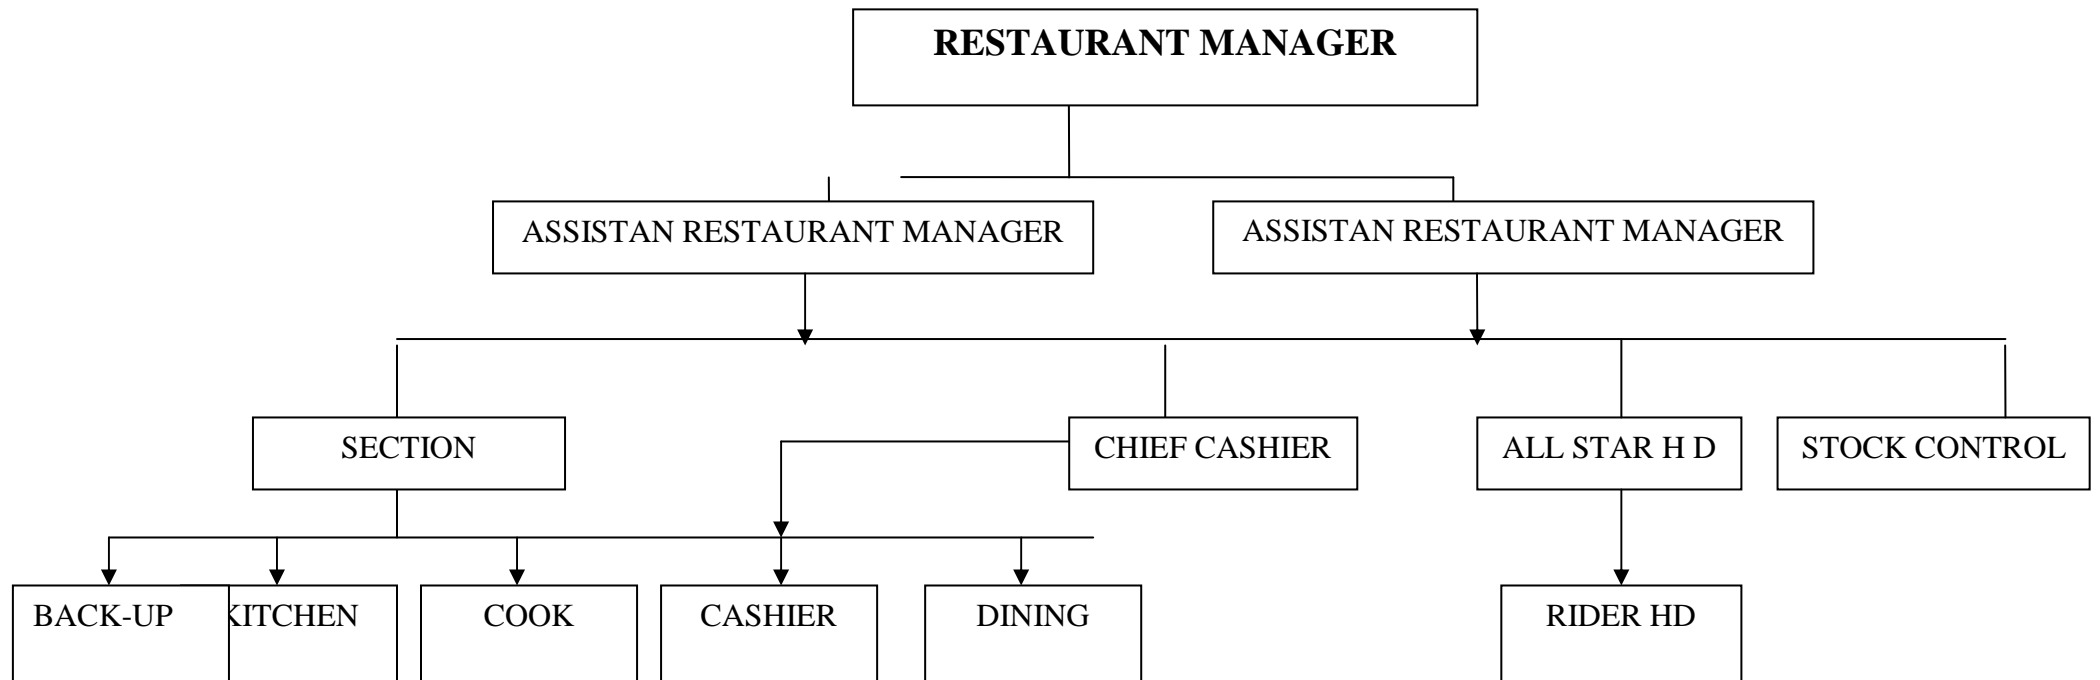 RESTAURANT MANAGER
ASSISTAN RESTAURANT MANAGER
ASSISTAN RESTAURANT MANAGER
SECTION
CHIEF CASHIER
ALL STAR H D
STOCK CONTROL
BACK-UP
KITCHEN
COOK
CASHIER
DINING
RIDER HD